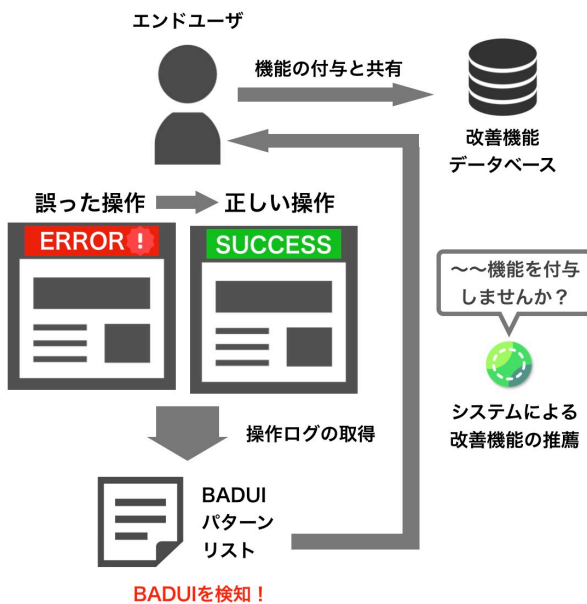 エンドユーザ
機能の付与と共有
改善機能
データベース
誤った操作
正しい操作
ERROR !
SUCCESS
〜〜機能を付与
しませんか？
システムによる
改善機能の推薦
操作ログの取得
BADUI
パターン
リスト
BADUIを検知！